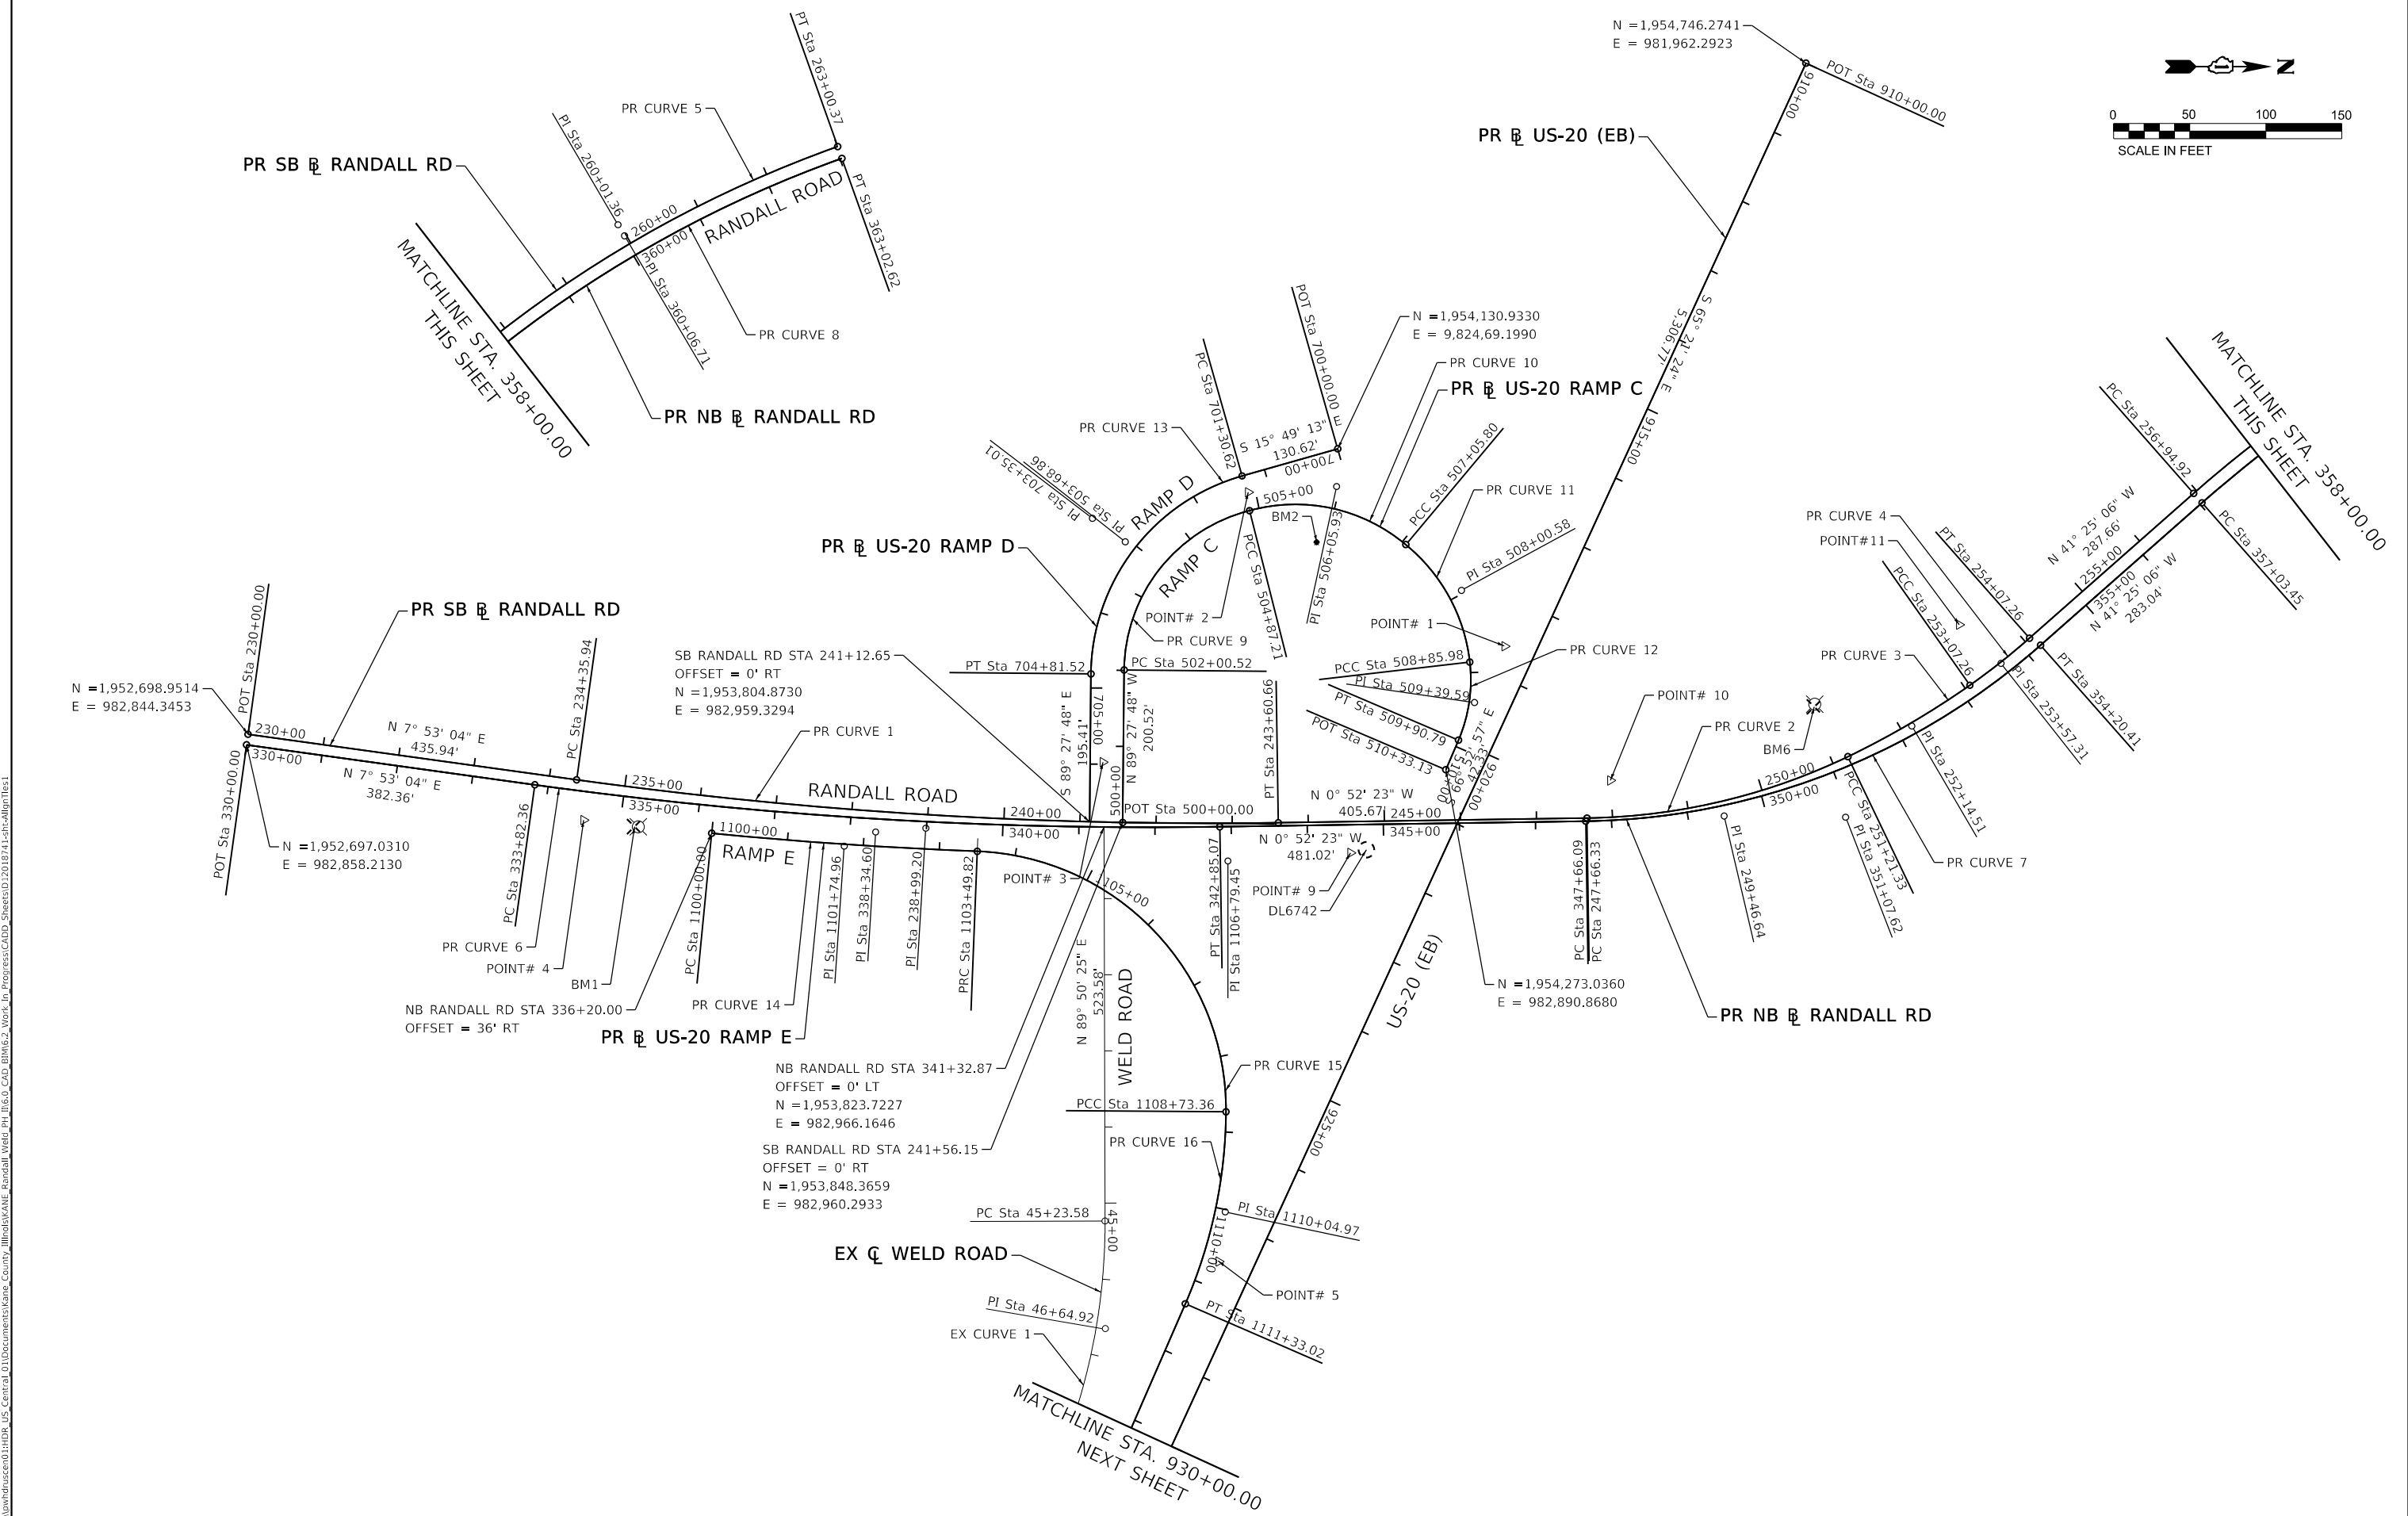 PT Sta 263+00.37
PR CURVE 5
PI Sta 260+01.36
PR SB BL RANDALL RD
260+00
360+00
RANDALL ROAD
PT Sta 363+02.62
PI Sta 360+06.71
PR CURVE 8
MATCHLINE STA. 358+00.00
THIS SHEET
PR NB BL RANDALL RD
N =1,954,746.2741
E = 981,962.2923
POT Sta 910+00.00
910+00
PR BL US-20 (EB)
N
0 50 100 150
SCALE IN FEET
S 65° 21' 24" E
5,306.77'
915+00
POT Sta 700+00.00
N =1,954,130.9330
E = 9,824,69.1990
PR CURVE 10
PR BL US-20 RAMP C
PC Sta 701+30.62
S 15° 49' 13" E
130.62'
700+00
PR CURVE 13
PI Sta 503+68.86
PI Sta 703+35.01
RAMP D
505+00
BM2
PCC Sta 507+05.80
PR CURVE 11
PI Sta 508+00.58
PI Sta 506+05.93
PCC Sta 504+87.21
RAMP C
PR BL US-20 RAMP D
POINT# 2
PR CURVE 9
POINT# 1
PCC Sta 508+85.98
PR CURVE 12
PI Sta 509+39.59
PT Sta 509+90.79
POT Sta 510+33.13
510+00
S 66° 52' 57" E
42.33'
920+00
MATCHLINE STA. 358+00.00
THIS SHEET
PC Sta 256+94.92
PC Sta 357+03.45
N 41° 25' 06" W
287.66'
255+00
355+00
N 41° 25' 06" W
283.04'
PR CURVE 4
POINT#11
PT Sta 254+07.26
PCC Sta 253+07.26
PR CURVE 3
PT Sta 354+20.41
PI Sta 253+57.31
PI Sta 252+14.51
POINT# 10
PR CURVE 2
BM6
250+00
350+00
PCC Sta 251+21.33
PI Sta 351+07.62
PI Sta 249+46.64
PR CURVE 7
POT Sta 230+00.00
N =1,952,698.9514
E = 982,844.3453
230+00
330+00
POT Sta 330+00.00
N =1,952,697.0310
E = 982,858.2130
PR SB BL RANDALL RD
N 7° 53' 04" E
435.94'
N 7° 53' 04" E
382.36'
PC Sta 234+35.94
PC Sta 333+82.36
235+00
335+00
SB RANDALL RD STA 241+12.65
OFFSET = 0' RT
N =1,953,804.8730
E = 982,959.3294
PR CURVE 1
RANDALL ROAD
240+00
340+00
PT Sta 704+81.52
PC Sta 502+00.52
S 89° 27' 48" E
195.41'
705+00
N 89° 27' 48" W
200.52'
500+00
POT Sta 500+00.00
PT Sta 243+60.66
N 0° 52' 23" W
405.67'
245+00
345+00
N 0° 52' 23" W
481.02'
POINT# 9
DL6742
PR CURVE 6
POINT# 4
BM1
1100+00
RAMP E
PC Sta 1100+00.00
NB RANDALL RD STA 336+20.00
OFFSET = 36' RT
PR CURVE 14
PI Sta 1101+74.96
PI Sta 338+34.60
PI Sta 238+99.20
PRC Sta 1103+49.82
POINT# 3
1105+00
PT Sta 342+85.07
PI Sta 1106+79.45
PR BL US-20 RAMP E
NB RANDALL RD STA 341+32.87
OFFSET = 0' LT
N =1,953,823.7227
E = 982,966.1646
SB RANDALL RD STA 241+56.15
OFFSET = 0' RT
N =1,953,848.3659
E = 982,960.2933
N 89° 50' 25" E
523.58'
WELD ROAD
US-20 (EB)
PC Sta 347+66.09
PC Sta 247+66.33
N =1,954,273.0360
E = 982,890.8680
PR NB BL RANDALL RD
PR CURVE 15
PCC Sta 1108+73.36
925+00
PR CURVE 16
PC Sta 45+23.58
45+00
EX CL WELD ROAD
PI Sta 1110+04.97
1110+00
POINT# 5
PI Sta 46+64.92
EX CURVE 1
PT Sta 1111+33.02
MATCHLINE STA. 930+00.00
NEXT SHEET